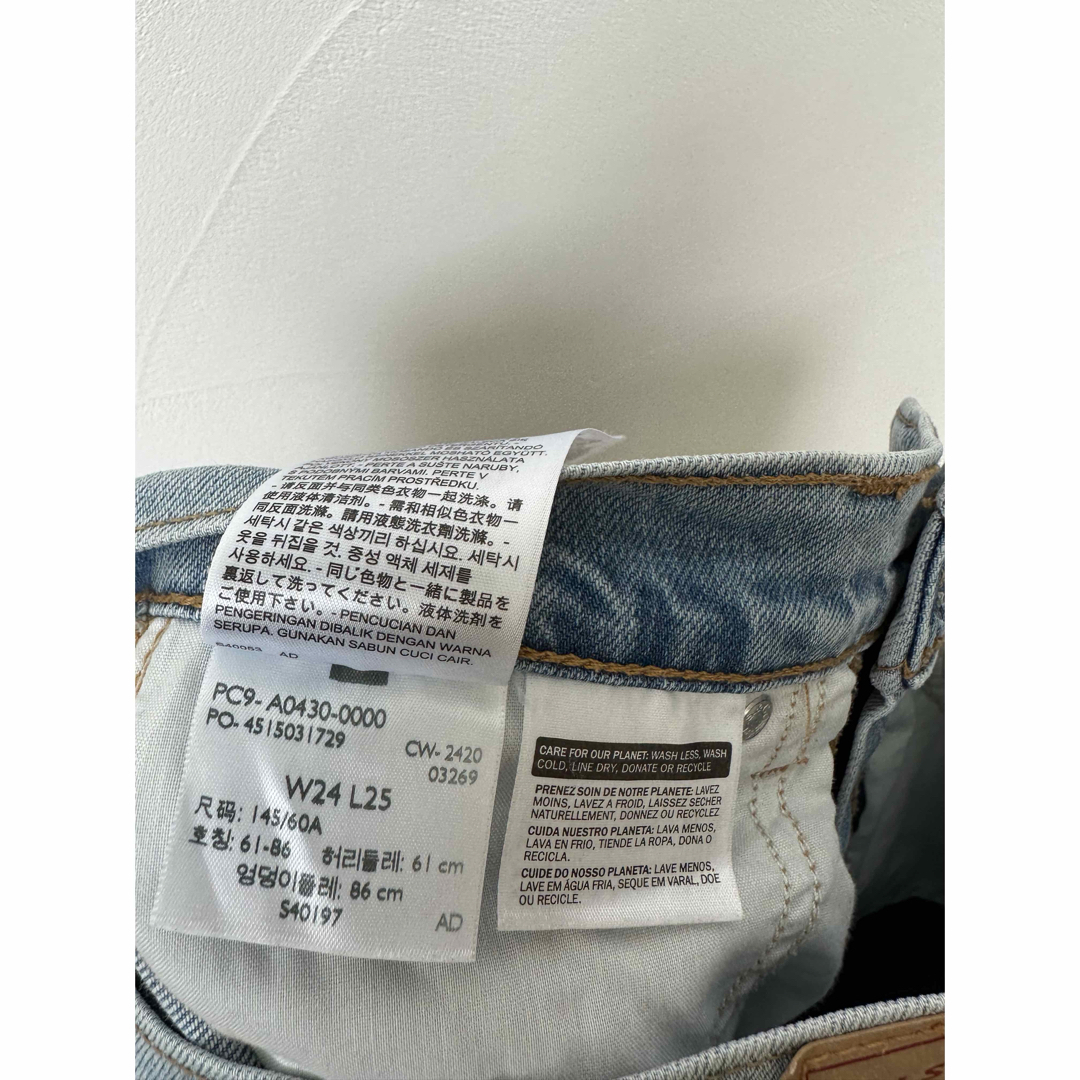 ÉS SZÁRÍTANDÓ
MOSHATÓ EGYÜTT.
HASZNÁLATA
PERTE A SUŠTE NARUBY,
BARVAMI. PERTE V
TEKUTÉM PRACÍM PROSTŘEDKU.
- 请反面并与同类色衣物一起洗涤。请
使用液体清洁剂。- 需和相似色衣物一
同反面洗滌。請用液態洗衣劑洗滌。-
세탁시 같은 색상끼리 하십시오. 세탁시
옷을 뒤집을 것. 중성 액체 세제를
사용하세요. - 同じ色物と一緒に製品を
裏返して洗ってください。液体洗剤を
ご使用下さい。- PENCUCIAN DAN
PENGERINGAN DIBALIK DENGAN WARNA
SERUPA. GUNAKAN SABUN CUCI CAIR.
AD
PC9- A0430-0000
PO- 4515031729
CW- 2420
03269
W24 L25
尺码: 145/60A
호칭: 61-86 허리둘레: 61 cm
엉덩이둘레: 86 cm
S40197
AD
CARE FOR OUR PLANET: WASH LESS, WASH
COLD, LINE DRY, DONATE OR RECYCLE
PRENEZ SOIN DE NOTRE PLANETE: LAVEZ
MOINS, LAVEZ A FROID, LAISSEZ SECHER
NATURELLEMENT, DONNEZ OU RECYCLEZ
CUIDA NUESTRO PLANETA: LAVA MENOS,
LAVA EN FRIO, TIENDE LA ROPA, DONA O
RECICLA.
CUIDE DO NOSSO PLANETA: LAVE MENOS,
LAVE EM ÁGUA FRIA, SEQUE EM VARAL, DOE
OU RECICLE.